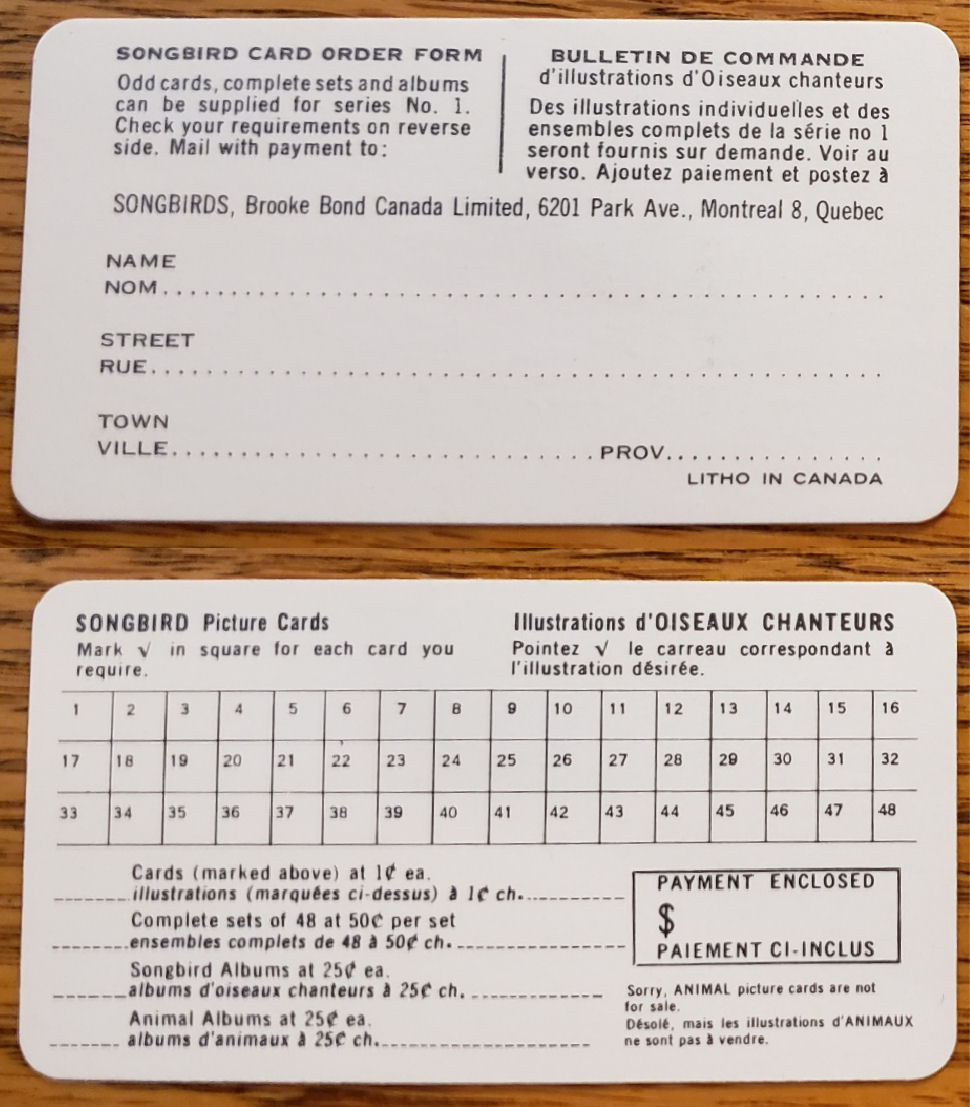 SONGBIRD CARD ORDER FORM
Odd cards, complete sets and albums
can be supplied for series No. 1.
Check your requirements on reverse
side. Mail with payment to:
BULLETIN DE COMMANDE
d'illustrations d'Oiseaux chanteurs
Des illustrations individuelles et des
ensembles complets de la série no 1
seront fournis sur demande. Voir au
verso. Ajoutez paiement et postez à
SONGBIRDS, Brooke Bond Canada Limited, 6201 Park Ave., Montreal 8, Quebec
NAME
NOM
STREET
RUE
TOWN
VILLE PROV.
LITHO IN CANADA
SONGBIRD Picture Cards
Mark √ in square for each card you
require.
Illustrations d'OISEAUX CHANTEURS
Pointez √ le carreau correspondant à
l'illustration désirée.
1 2 3 4 5 6 7 8 9 10 11 12 13 14 15 16
17 18 19 20 21 22 23 24 25 26 27 28 29 30 31 32
33 34 35 36 37 38 39 40 41 42 43 44 45 46 47 48
Cards (marked above) at 1¢ ea.
illustrations (marquées ci-dessus) à 1¢ ch.
Complete sets of 48 at 50¢ per set
ensembles complets de 48 à 50¢ ch.
Songbird Albums at 25¢ ea.
albums d'oiseaux chanteurs à 25¢ ch.
Animal Albums at 25¢ ea.
albums d'animaux à 25¢ ch.
PAYMENT ENCLOSED
$
PAIEMENT CI-INCLUS
Sorry, ANIMAL picture cards are not
for sale.
Désolé, mais les illustrations d'ANIMAUX
ne sont pas à vendre.